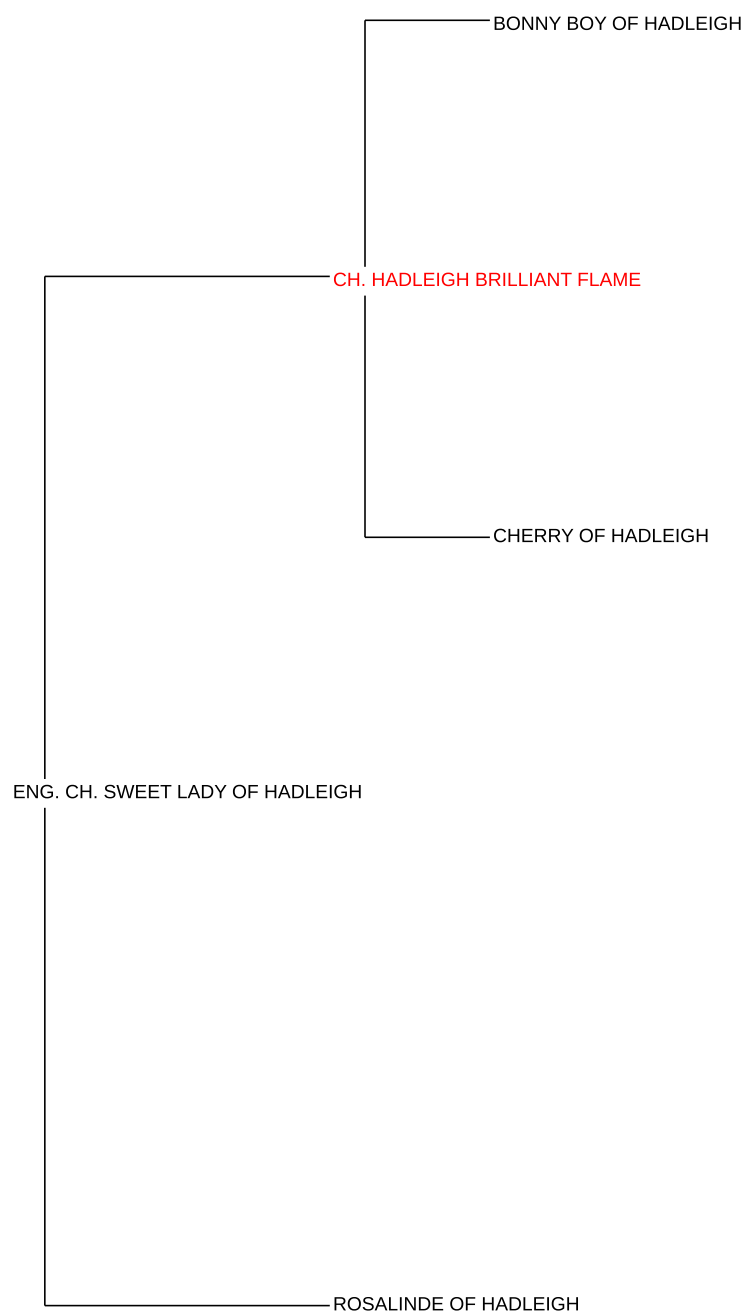 BONNY BOY OF HADLEIGH
CH. HADLEIGH BRILLIANT FLAME
CHERRY OF HADLEIGH
ENG. CH. SWEET LADY OF HADLEIGH
ROSALINDE OF HADLEIGH